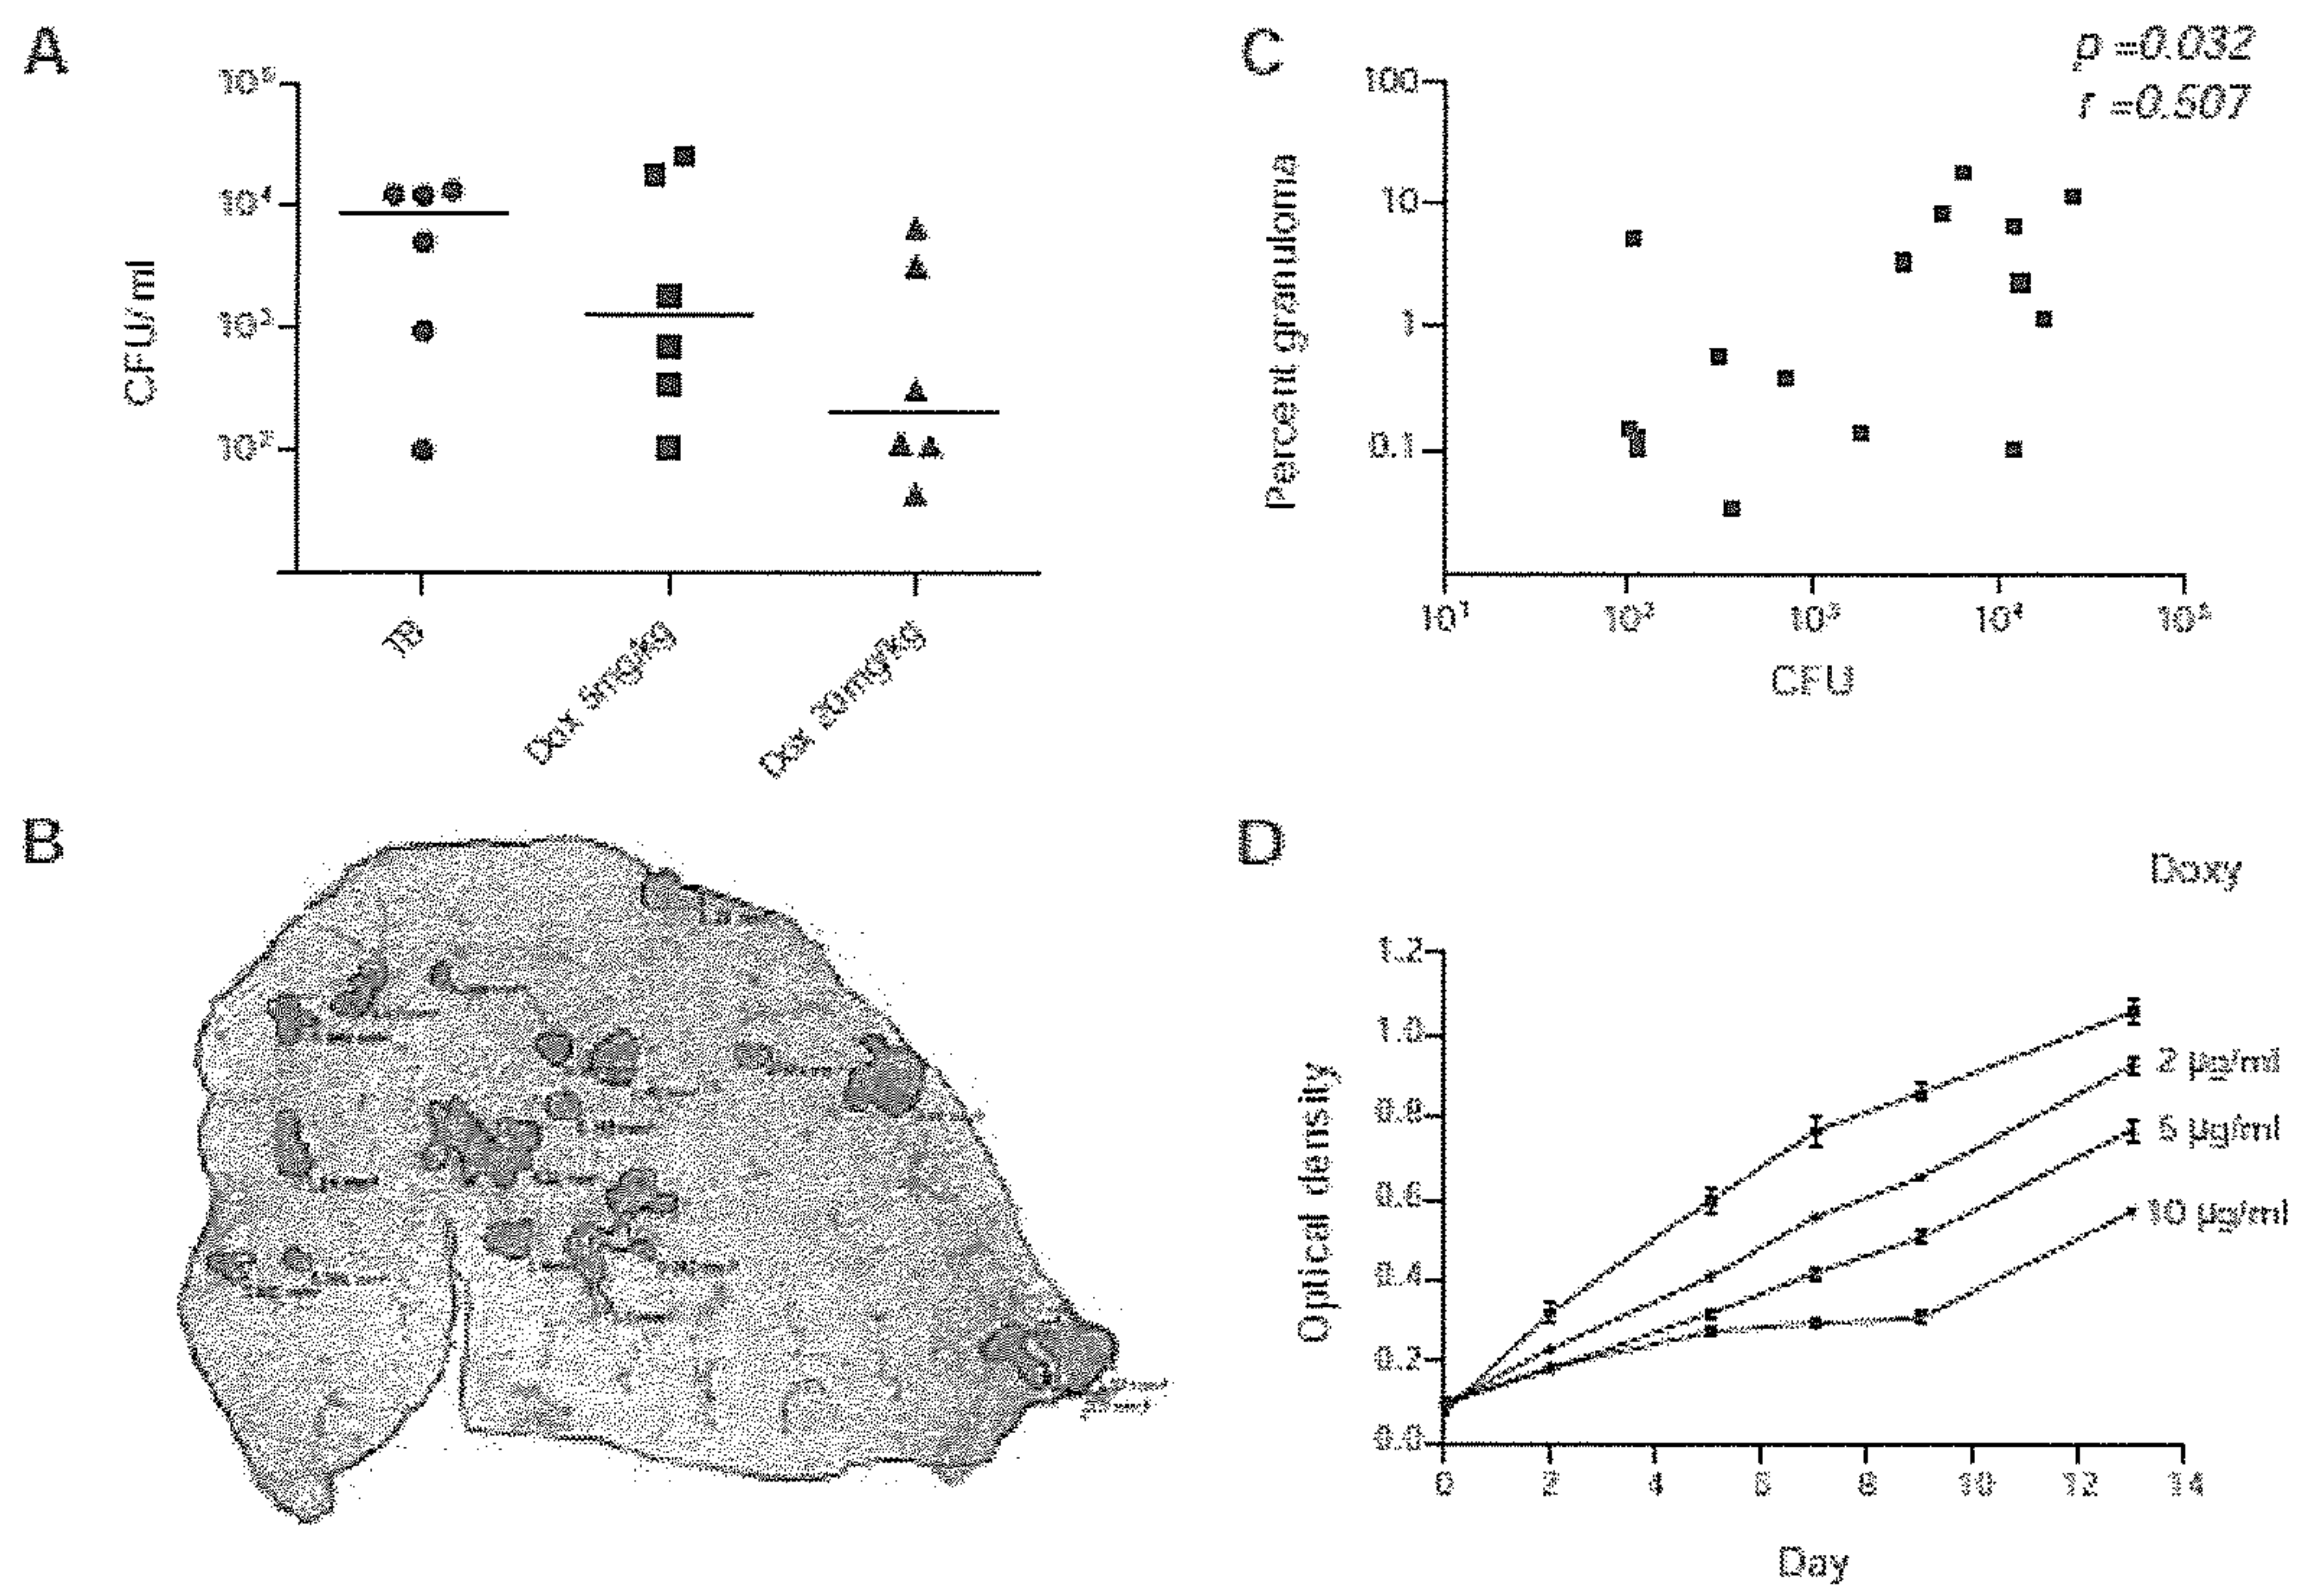 A
10⁵
10⁴
10³
10²
CFU/ml
TB
Dox 5mg/kg
Dox 20mg/kg
C
p =0.032
r =0.507
100
10
1
0.1
Percent granuloma
10¹
10²
10³
10⁴
10⁵
CFU
B
D
Doxy
1.2
1.0
0.8
0.6
0.4
0.2
0.0
Optical density
2 µg/ml
5 µg/ml
10 µg/ml
0
2
4
6
8
10
12
14
Day